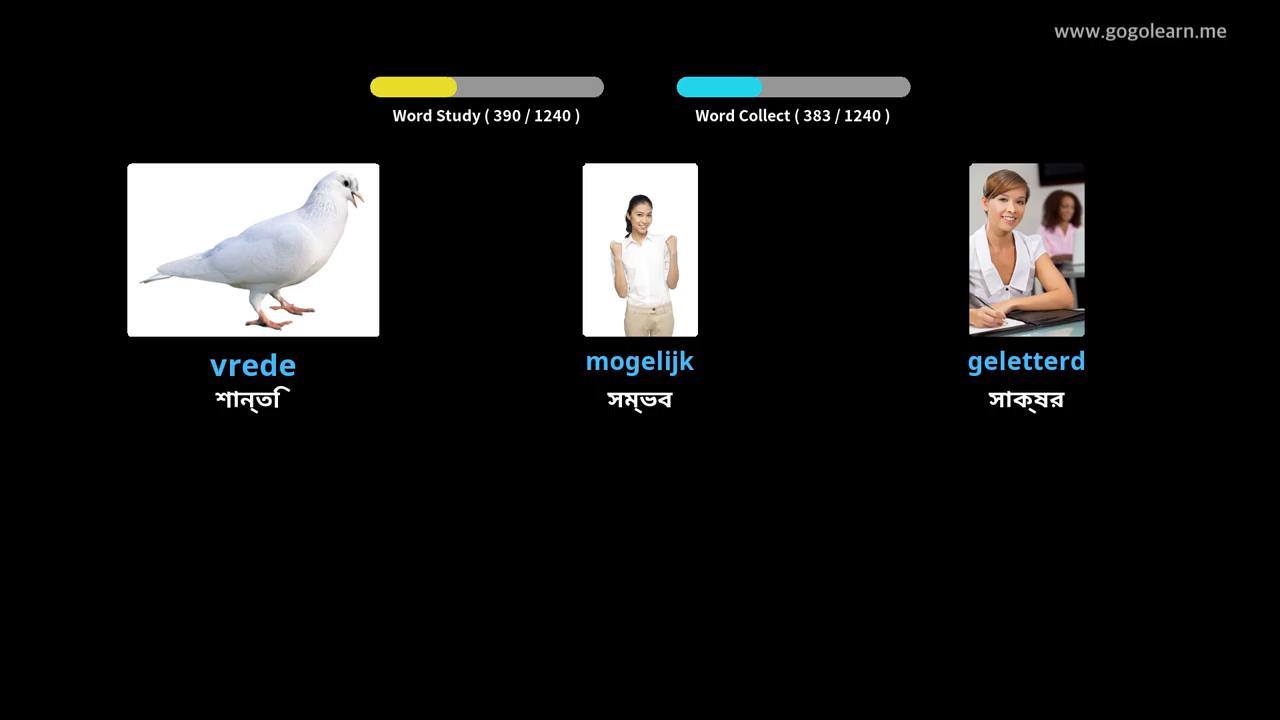 www.gogolearn.me
Word Study ( 390 / 1240 )
Word Collect ( 383 / 1240 )
vrede
শান্তি
mogelijk
সম্ভব
geletterd
সাক্ষর